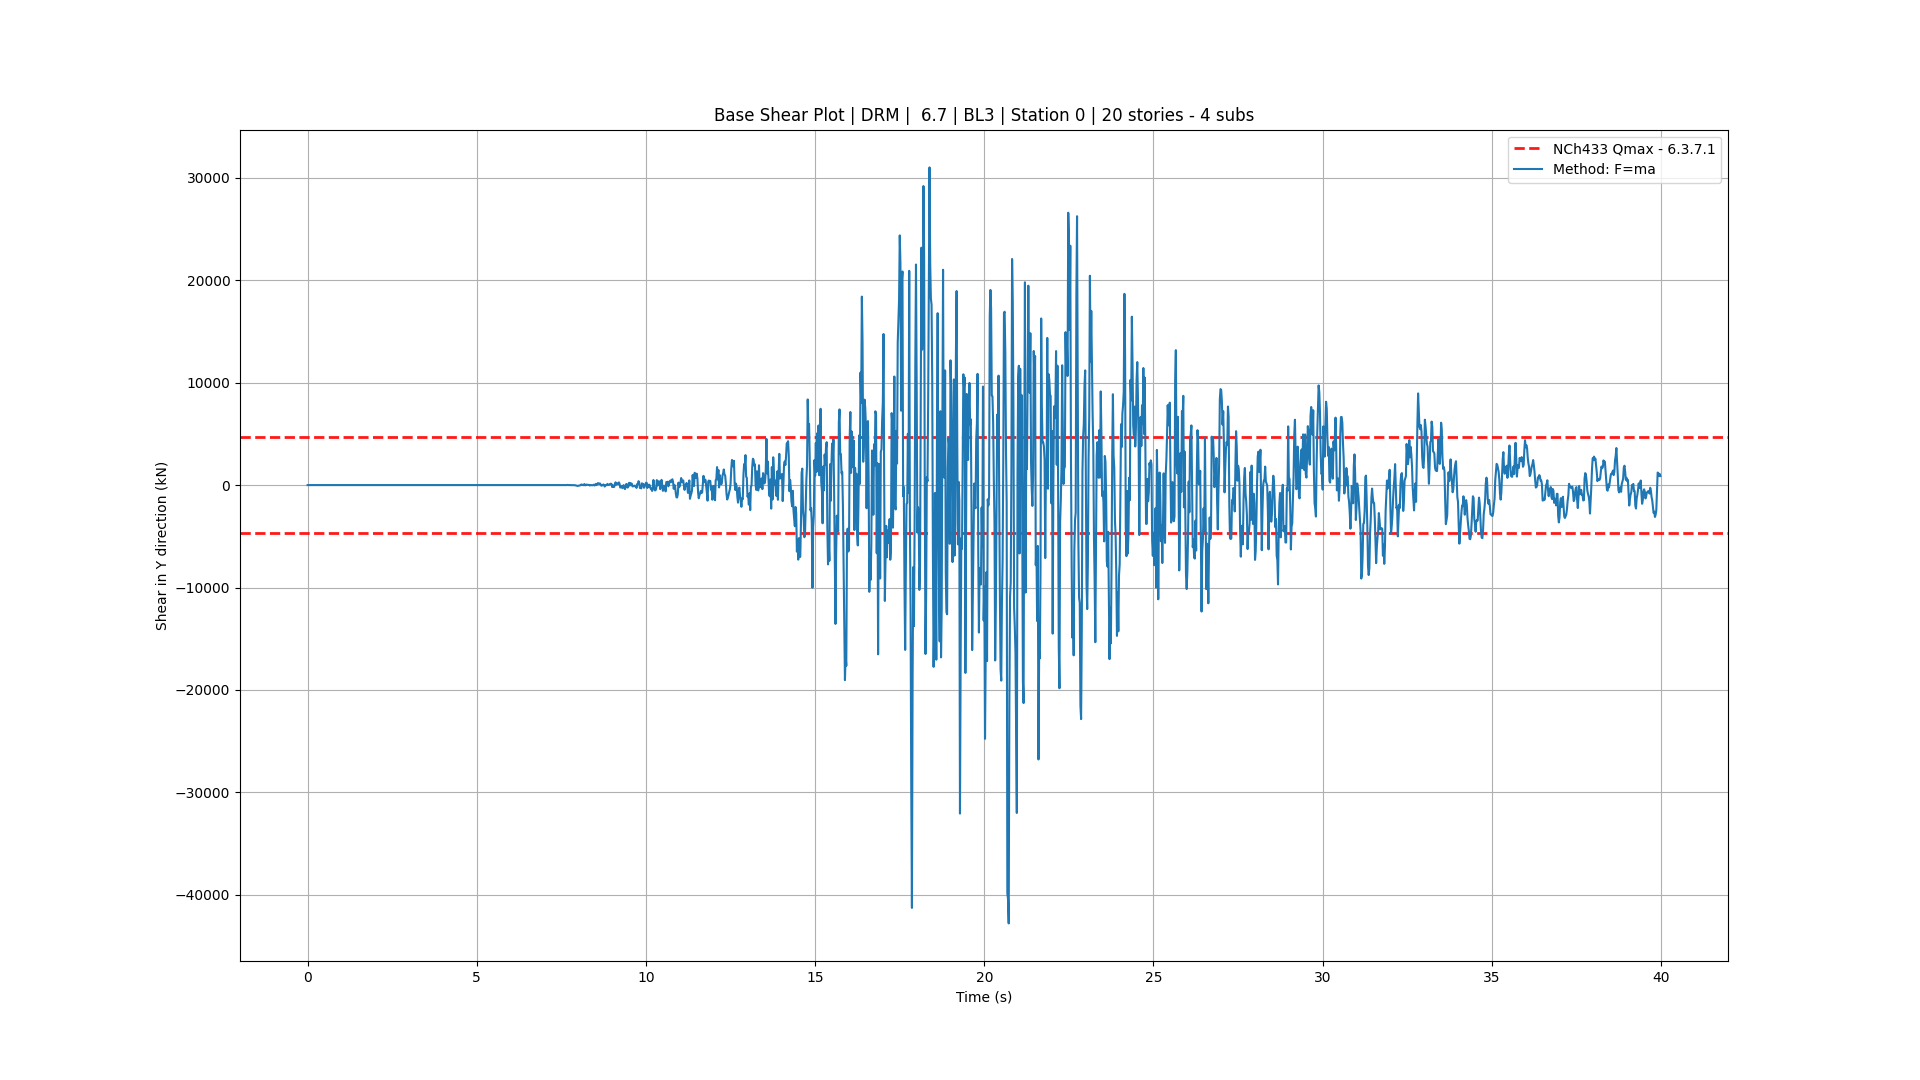 Base Shear Plot | DRM |  6.7 | BL3 | Station 0 | 20 stories - 4 subs
NCh433 Qmax - 6.3.7.1
Method: F=ma
Shear in Y direction (kN)
30000
20000
10000
0
−10000
−20000
−30000
−40000
0 5 10 15 20 25 30 35 40
Time (s)